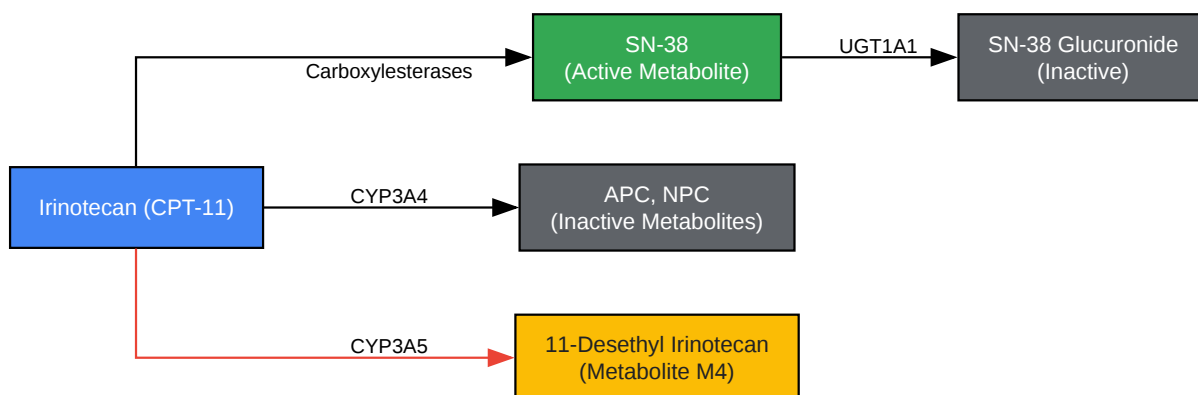 SN-38
(Active Metabolite)
UGT1A1
SN-38 Glucuronide
(Inactive)
Carboxylesterases
Irinotecan (CPT-11)
CYP3A4
APC, NPC
(Inactive Metabolites)
CYP3A5
11-Desethyl Irinotecan
(Metabolite M4)